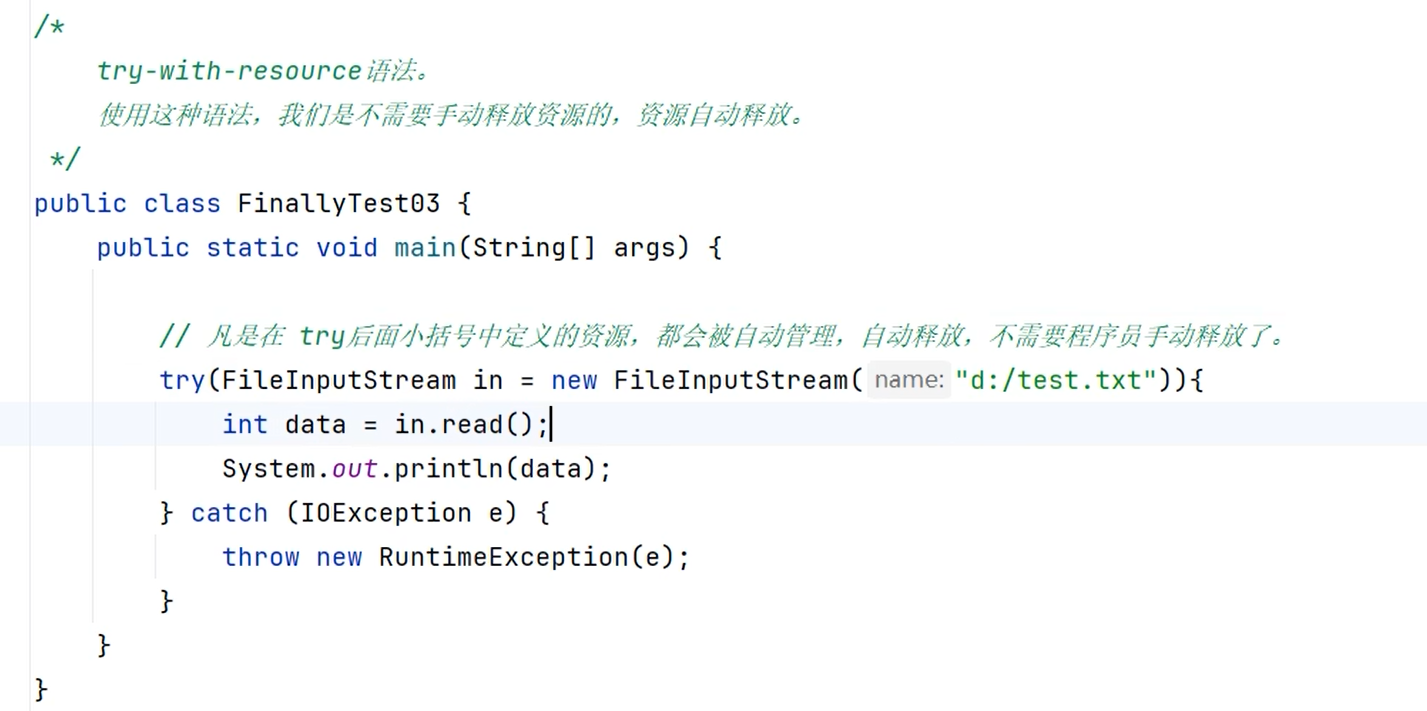 /*
    try-with-resource语法。
    使用这种语法，我们是不需要手动释放资源的，资源自动释放。
 */
public class FinallyTest03 {
    public static void main(String[] args) {
        // 凡是在 try后面小括号中定义的资源，都会被自动管理，自动释放，不需要程序员手动释放了。
        try(FileInputStream in = new FileInputStream( name: "d:/test.txt")){
            int data = in.read();
            System.out.println(data);
        } catch (IOException e) {
            throw new RuntimeException(e);
        }
    }
}